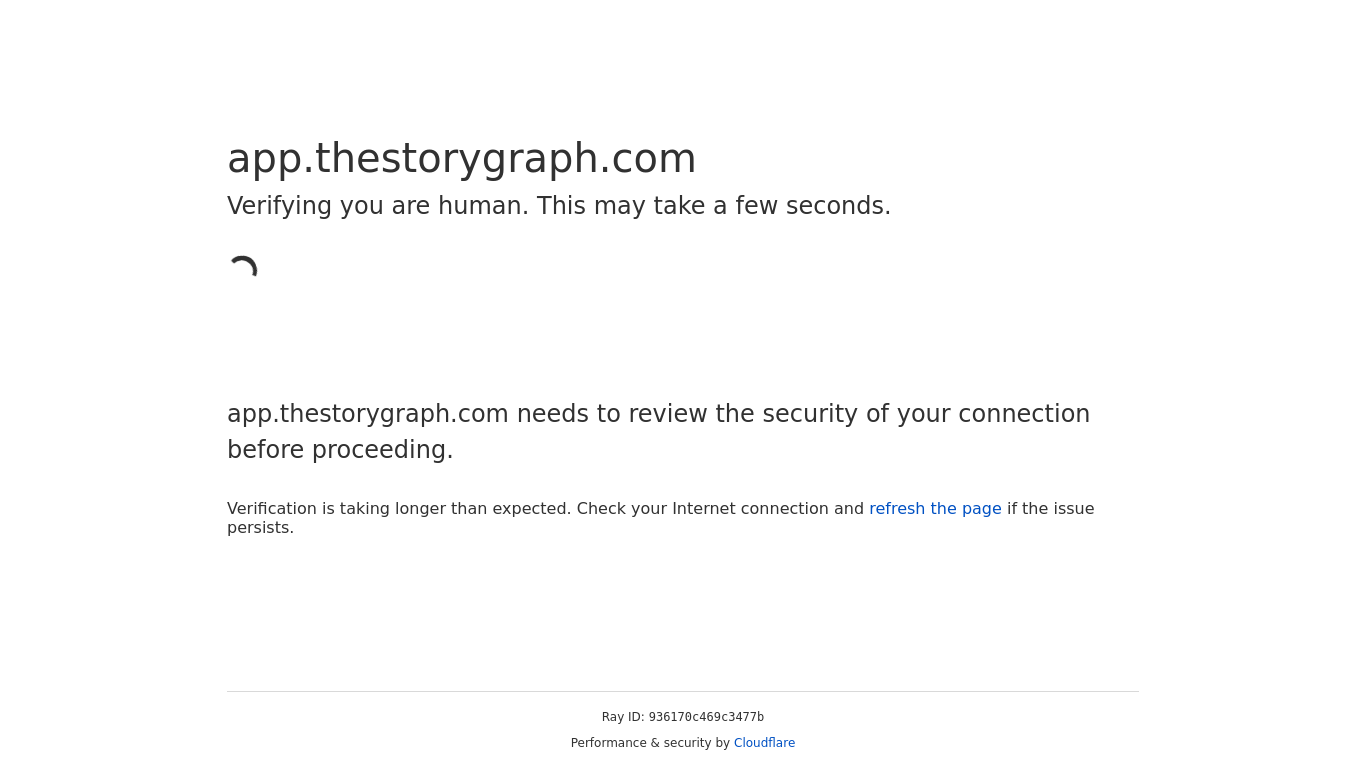 app.thestorygraph.com
Verifying you are human. This may take a few seconds.
app.thestorygraph.com needs to review the security of your connection
before proceeding.
Verification is taking longer than expected. Check your Internet connection and refresh the page if the issue
persists.
Ray ID: 936170c469c3477b
Performance & security by Cloudflare